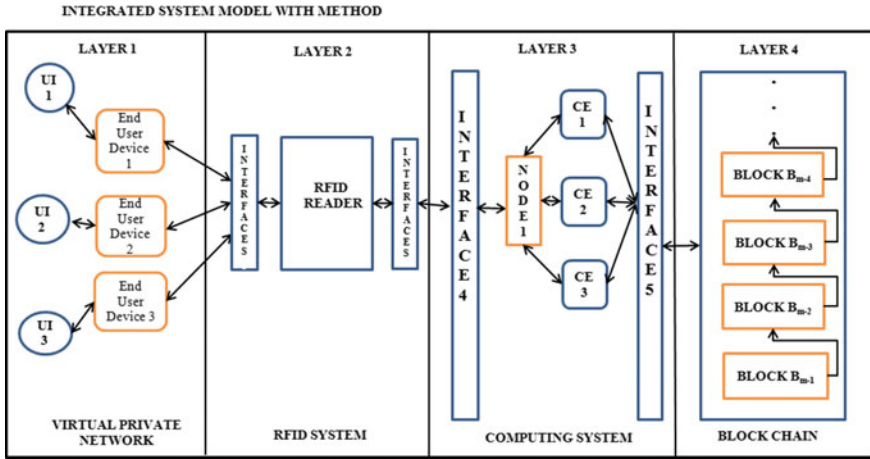 INTEGRATED SYSTEM MODEL WITH METHOD
LAYER 1
LAYER 2
LAYER 3
LAYER 4
UI
1
End
User
Device
1
UI
2
End
User
Device
2
UI
3
End
User
Device 3
VIRTUAL PRIVATE
NETWORK
INTERFACES
RFID
READER
INTERFACES
RFID SYSTEM
INTERFACE4
NODE1
CE
1
CE
2
CE
3
INTERFACE5
COMPUTING SYSTEM
. . .
BLOCK Bm-4
BLOCK Bm-3
BLOCK Bm-2
BLOCK Bm-1
BLOCK CHAIN